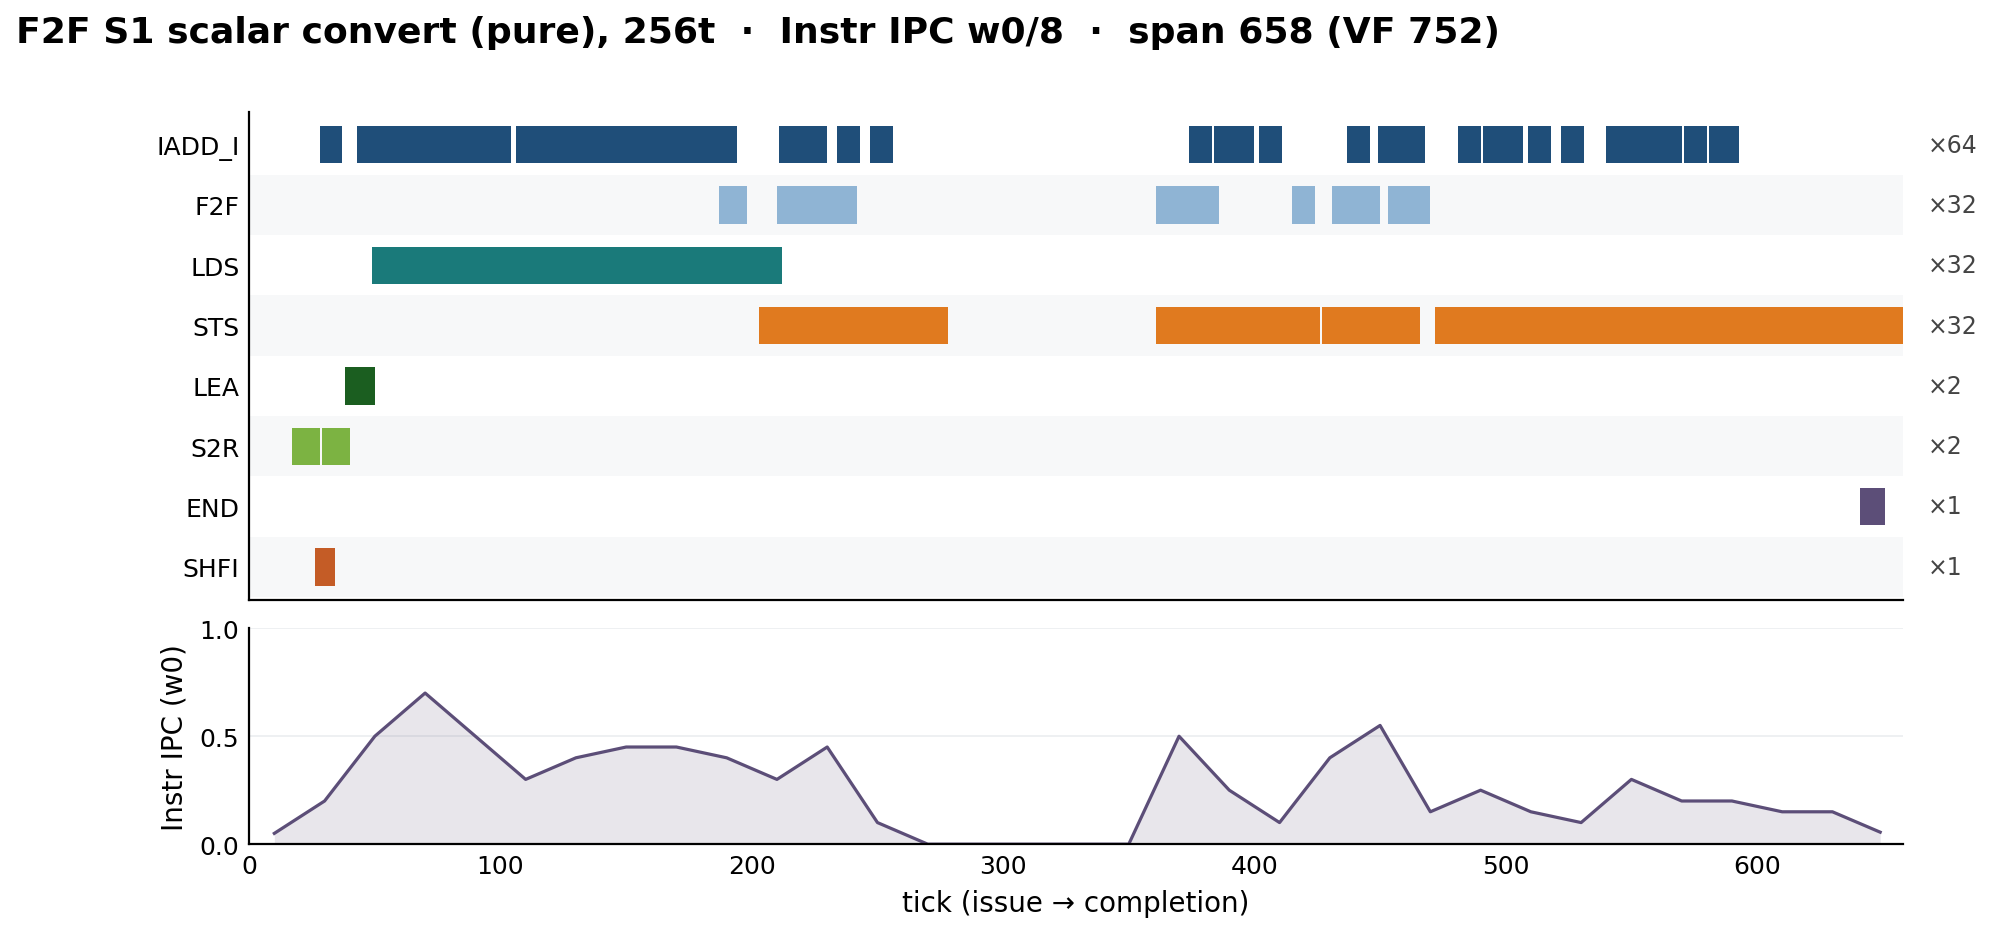 F2F S1 scalar convert (pure), 256t · Instr IPC w0/8 · span 658 (VF 752)
IADD_I ×64
F2F ×32
LDS ×32
STS ×32
LEA ×2
S2R ×2
END ×1
SHFI ×1
Instr IPC (w0)
1.0
0.5
0.0
0 100 200 300 400 500 600
tick (issue → completion)